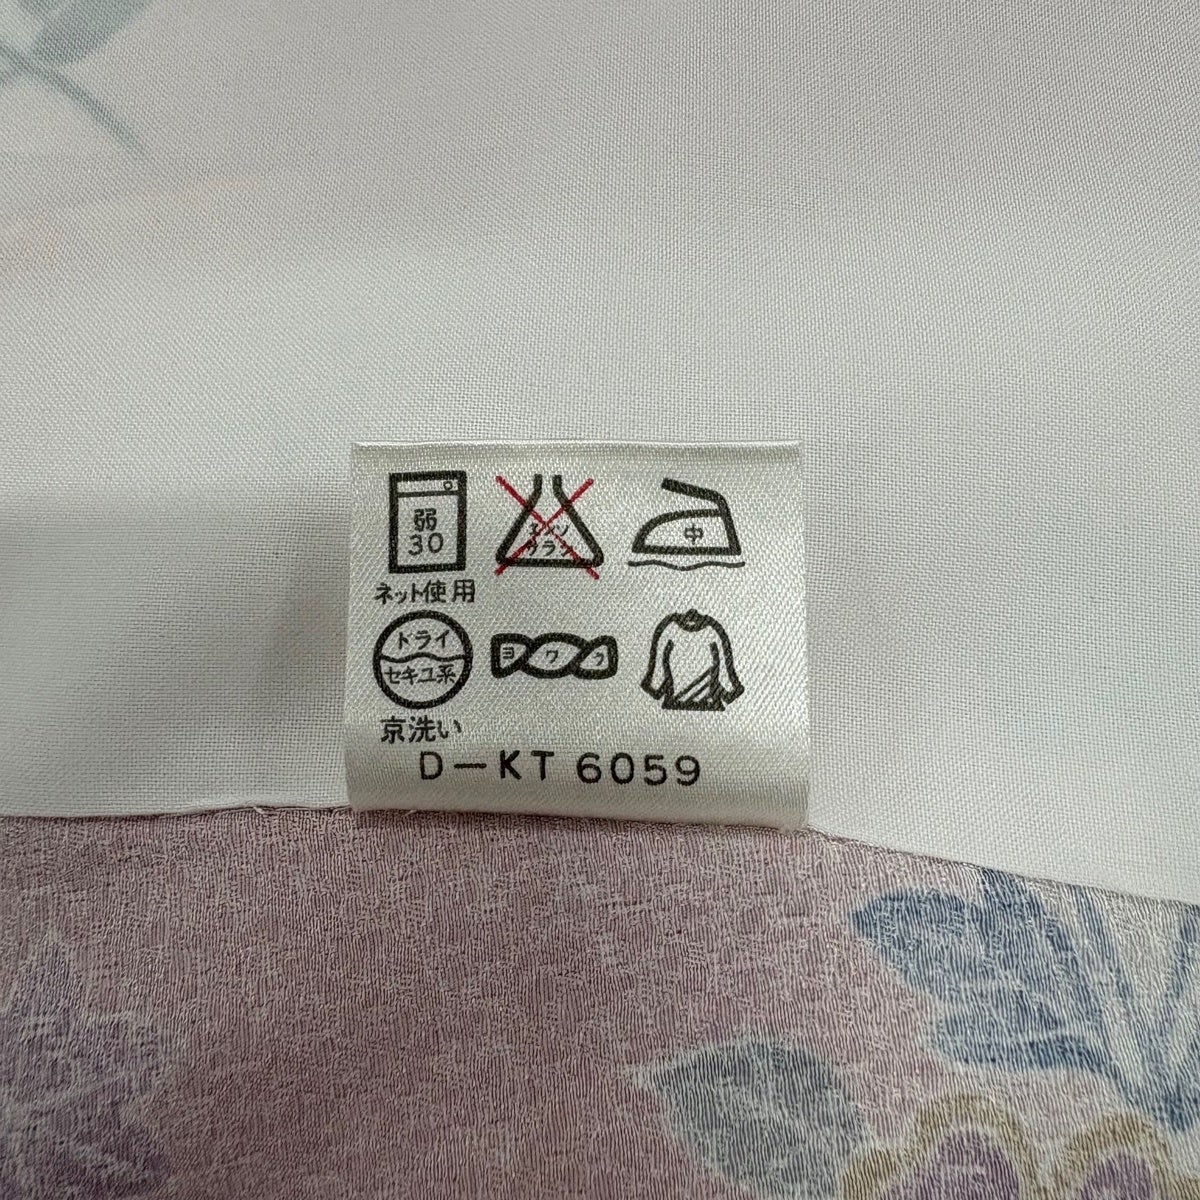 弱
30
エンソ
サラシ
中
ネット使用
ドライ
セキユ系
ヨワク
京洗い
D-KT 6059